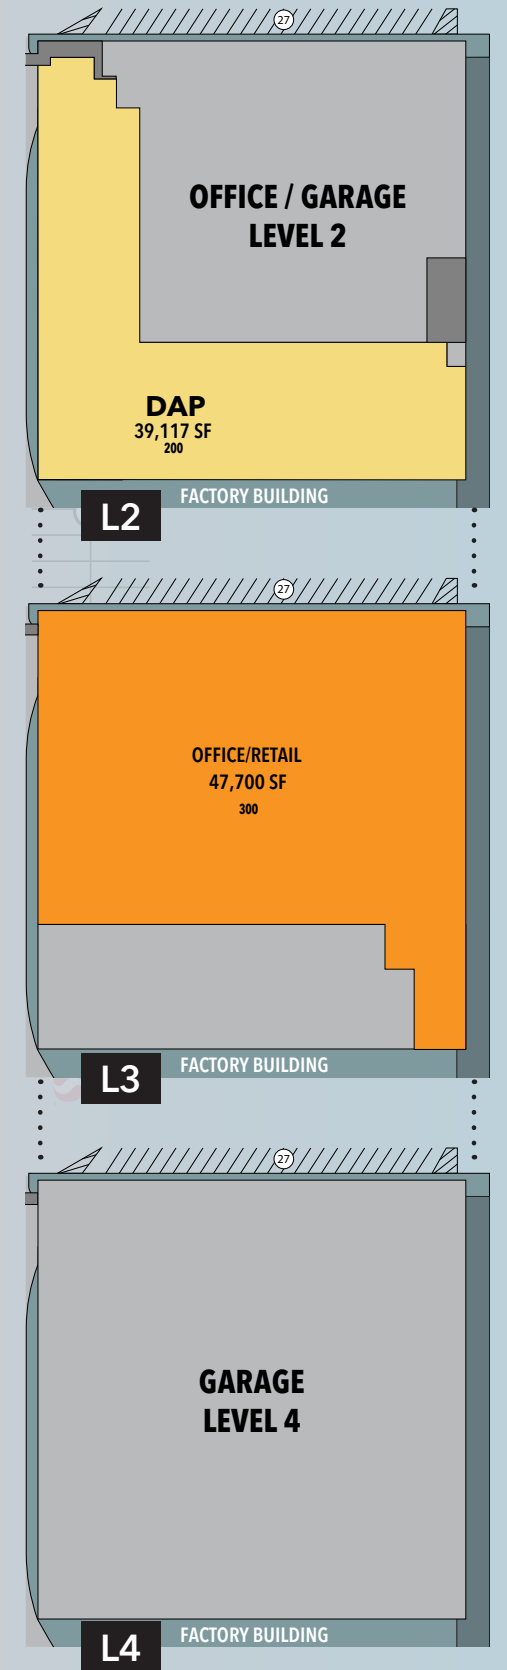 27
OFFICE / GARAGE
LEVEL 2
DAP
39,117 SF
200
FACTORY BUILDING
L2
27
OFFICE/RETAIL
47,700 SF
300
FACTORY BUILDING
L3
27
GARAGE
LEVEL 4
FACTORY BUILDING
L4